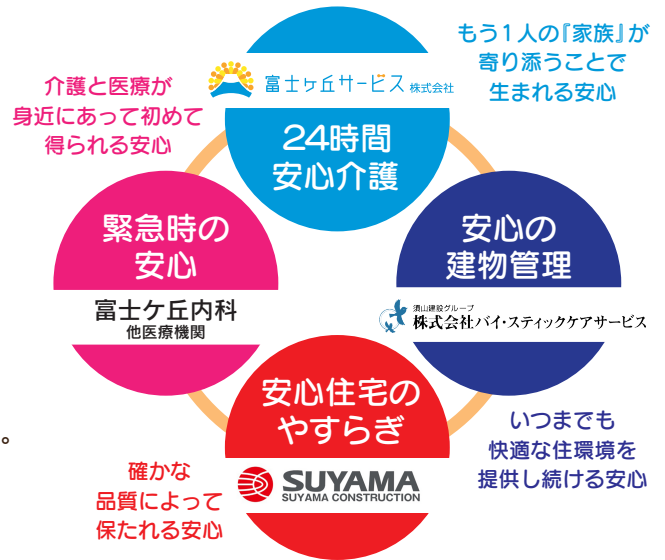 もう1人の『家族』が
寄り添うことで
生まれる安心
富士ヶ丘サービス 株式会社
24時間
安心介護
介護と医療が
身近にあって初めて
得られる安心
緊急時の
安心
富士ケ丘内科
他医療機関
安心の
建物管理
須山建設グループ
株式会社バイ・スティックケアサービス
いつまでも
快適な住環境を
提供し続ける安心
安心住宅の
やすらぎ
SUYAMA
SUYAMA CONSTRUCTION
確かな
品質によって
保たれる安心
。